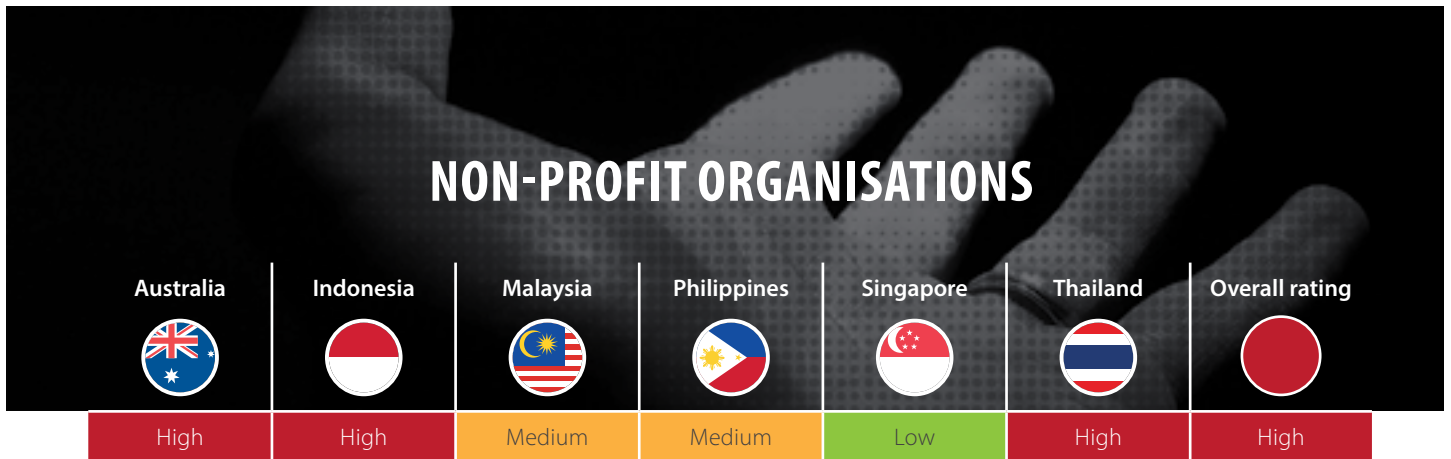 NON-PROFIT ORGANISATIONS
Australia Indonesia Malaysia Philippines Singapore Thailand Overall rating
High High Medium Medium Low High High